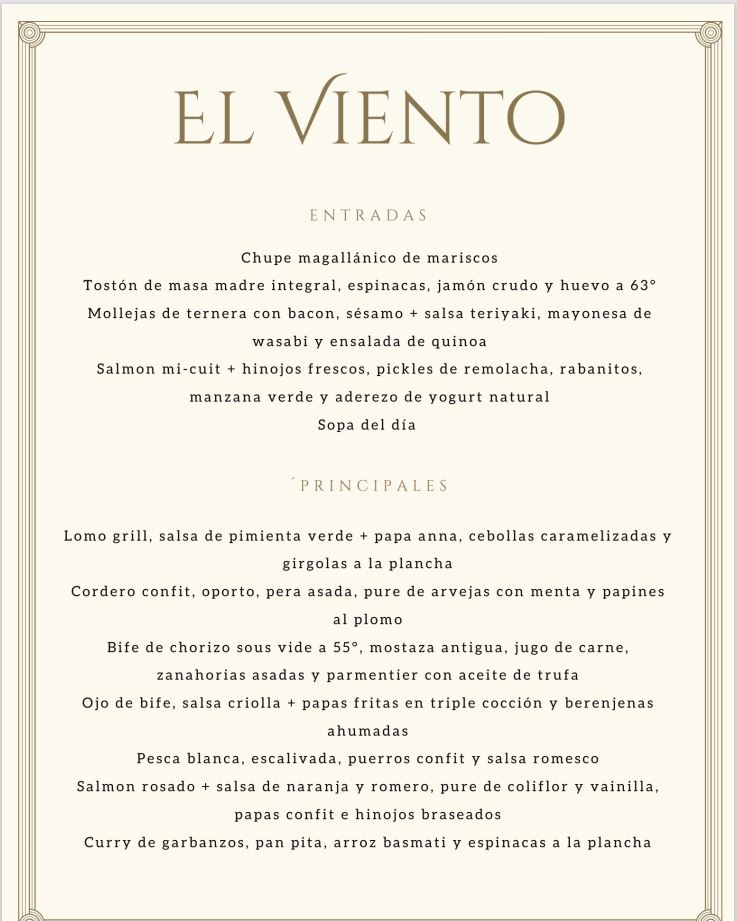 EL VIENTO
ENTRADAS
Chupe magallánico de mariscos
Tostón de masa madre integral, espinacas, jamón crudo y huevo a 63°
Mollejas de ternera con bacon, sésamo + salsa teriyaki, mayonesa de
wasabi y ensalada de quinoa
Salmon mi-cuit + hinojos frescos, pickles de remolacha, rabanitos,
manzana verde y aderezo de yogurt natural
Sopa del día
´PRINCIPALES
Lomo grill, salsa de pimienta verde + papa anna, cebollas caramelizadas y
girgolas a la plancha
Cordero confit, oporto, pera asada, pure de arvejas con menta y papines
al plomo
Bife de chorizo sous vide a 55°, mostaza antigua, jugo de carne,
zanahorias asadas y parmentier con aceite de trufa
Ojo de bife, salsa criolla + papas fritas en triple cocción y berenjenas
ahumadas
Pesca blanca, escalivada, puerros confit y salsa romesco
Salmon rosado + salsa de naranja y romero, pure de coliflor y vainilla,
papas confit e hinojos braseados
Curry de garbanzos, pan pita, arroz basmati y espinacas a la plancha